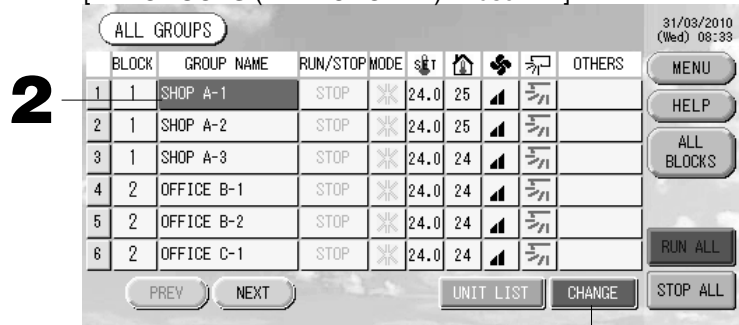 ALL GROUPS
31/03/2010
(Wed) 08:33
BLOCK GROUP NAME RUN/STOP MODE SET OTHERS
MENU
2
1 1 SHOP A-1 STOP 24.0 25
HELP
2 1 SHOP A-2 STOP 24.0 25
ALL
BLOCKS
3 1 SHOP A-3 STOP 24.0 24
4 2 OFFICE B-1 STOP 24.0 24
5 2 OFFICE B-2 STOP 24.0 24
6 2 OFFICE C-1 STOP 24.0 24
RUN ALL
PREV NEXT UNIT LIST CHANGE STOP ALL